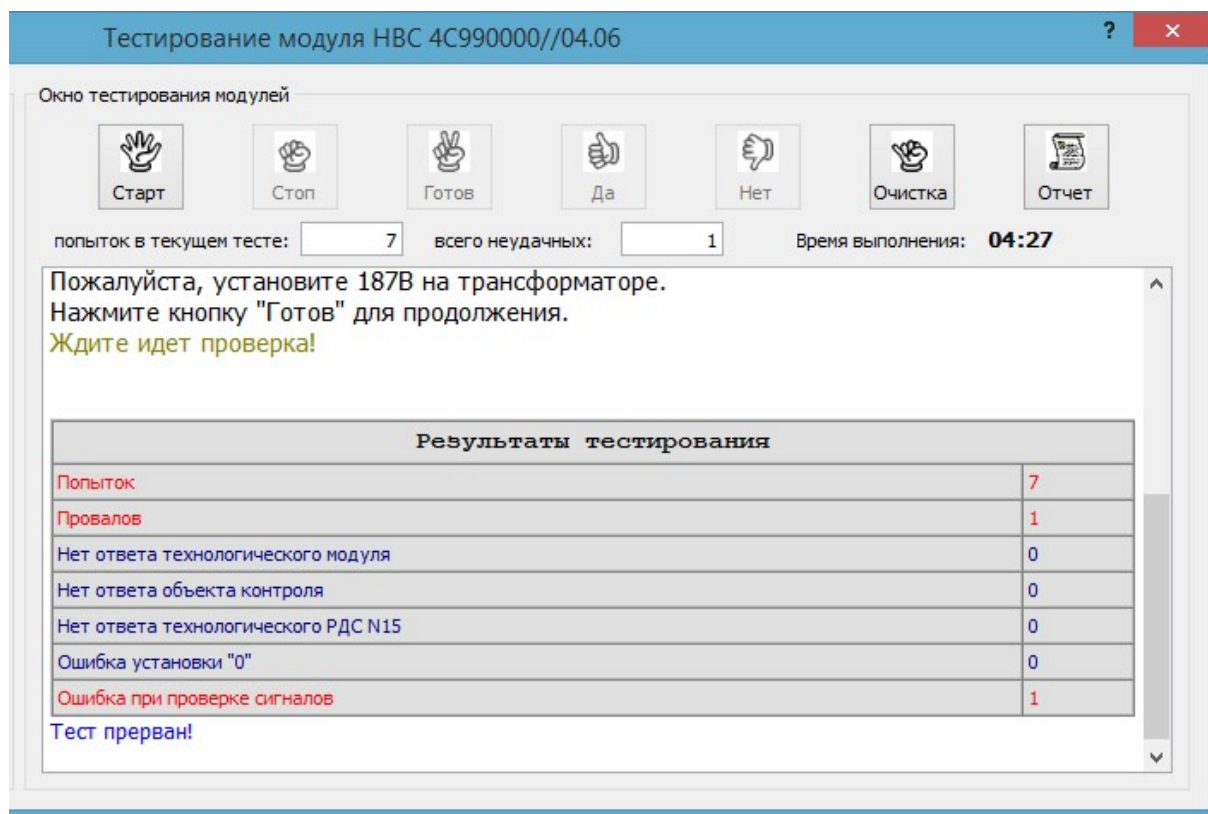 Тестирование модуля НВС 4C990000//04.06
?
×
Окно тестирования модулей
Старт
Стоп
Готов
Да
Нет
Очистка
Отчет
попыток в текущем тесте: 7 всего неудачных: 1 Время выполнения: 04:27
Пожалуйста, установите 187В на трансформаторе.
Нажмите кнопку "Готов" для продолжения.
Ждите идет проверка!
Результаты тестирования
Попыток 7
Провалов 1
Нет ответа технологического модуля 0
Нет ответа объекта контроля 0
Нет ответа технологического РДС N15 0
Ошибка установки "0" 0
Ошибка при проверке сигналов 1
Тест прерван!